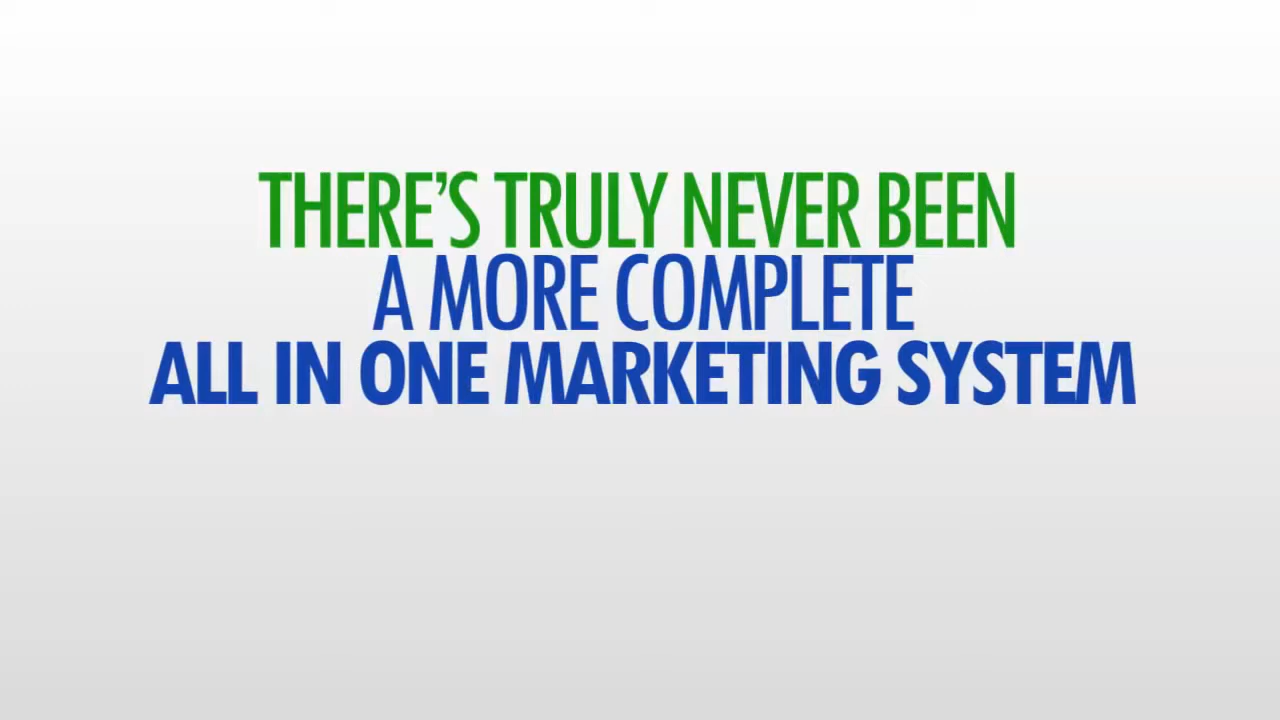 THERE’S TRULY NEVER BEEN
A MORE COMPLETE
ALL IN ONE MARKETING SYSTEM